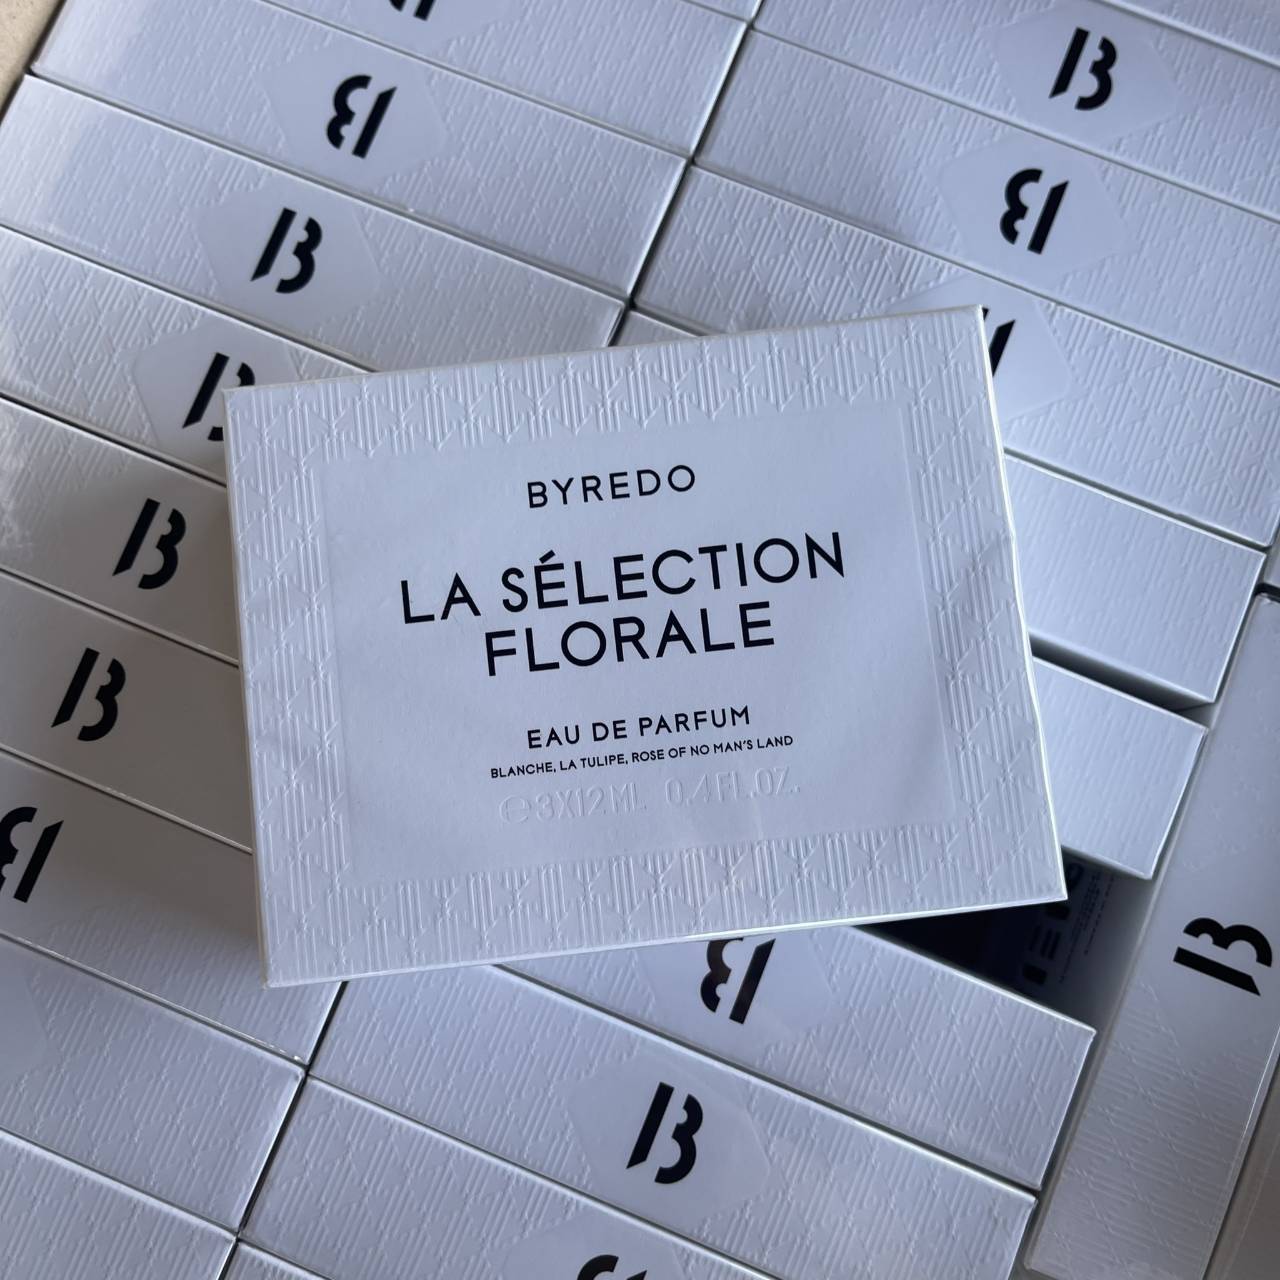 B
B
B
B
B
B
B
BYREDO
LA SÉLECTION
FLORALE
EAU DE PARFUM
BLANCHE, LA TULIPE, ROSE OF NO MAN'S LAND
℮3X12ML 0.4FL.OZ.
B
B
B
B